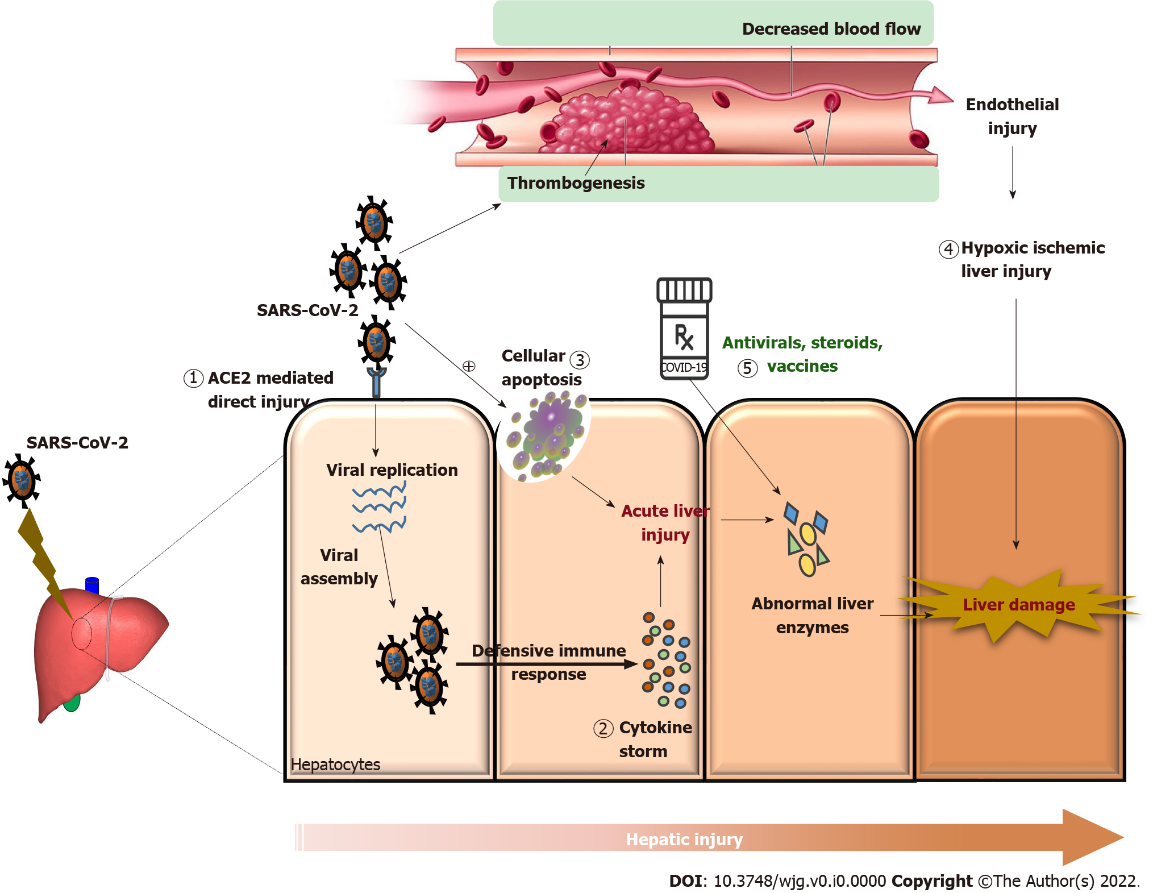 Decreased blood flow
Endothelial
injury
Thrombogenesis
④ Hypoxic ischemic
liver injury
SARS-CoV-2
Rx
COVID-19
Antivirals, steroids,
⑤ vaccines
Cellular ③
apoptosis
① ACE2 mediated
direct injury
SARS-CoV-2
Viral replication
Acute liver
injury
Viral
assembly
Abnormal liver
enzymes
Liver damage
Defensive immune
response
② Cytokine
storm
Hepatocytes
Hepatic injury
DOI: 10.3748/wjg.v0.i0.0000 Copyright ©The Author(s) 2022.